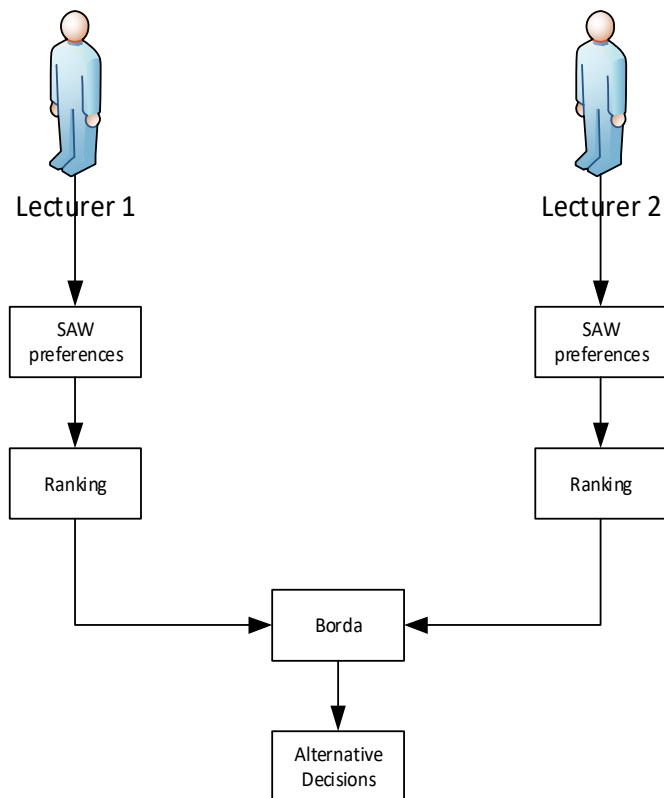 Lecturer 1
Lecturer 2
SAW
preferences
SAW
preferences
Ranking
Ranking
Borda
Alternative
Decisions